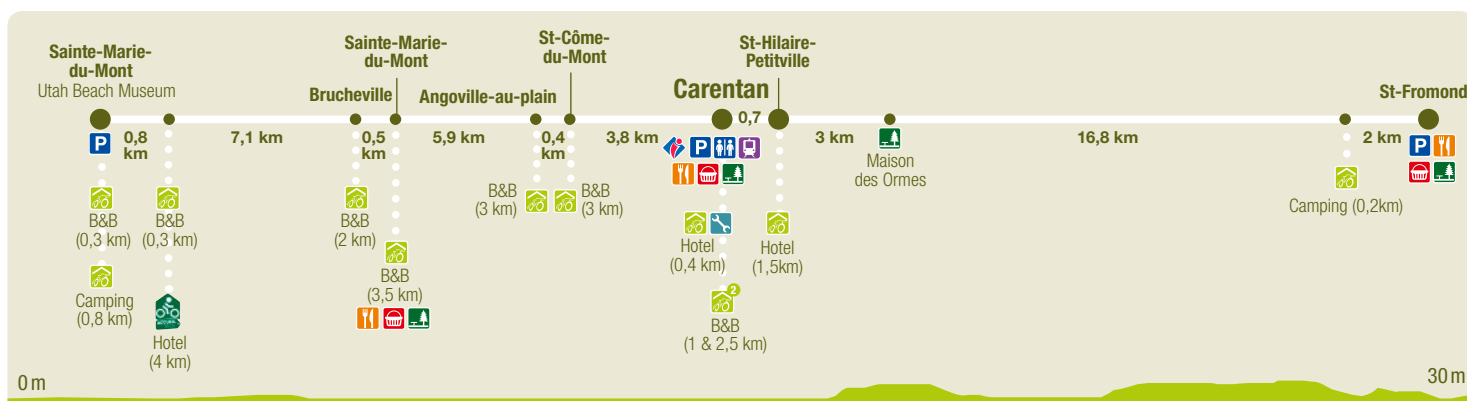 Sainte-Marie-
du-Mont
Utah Beach Museum
Brucheville
Sainte-Marie-
du-Mont
Angoville-au-plain
St-Côme-
du-Mont
Carentan
St-Hilaire-
Petitville
St-Fromond
0,8
km
7,1 km
0,5
km
5,9 km
0,4
km
3,8 km
0,7
3 km
16,8 km
2 km
P
P
P
Maison
des Ormes
B&B
(0,3 km)
Camping
(0,8 km)
B&B
(0,3 km)
Hotel
(4 km)
B&B
(2 km)
B&B
(3,5 km)
B&B
(3 km)
B&B
(3 km)
Hotel
(0,4 km)
2
B&B
(1 & 2,5 km)
Hotel
(1,5km)
Camping (0,2km)
0 m
30 m